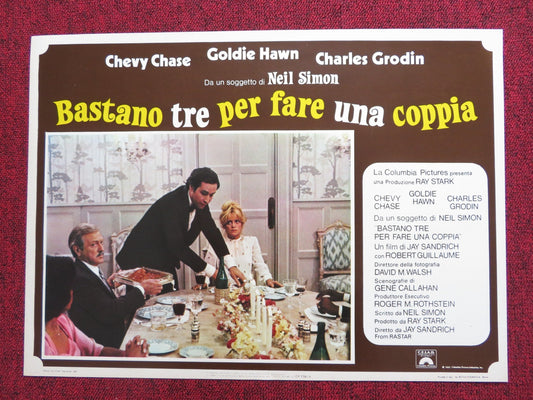 Chevy Chase Goldie Hawn Charles Grodin
Da un soggetto di Neil Simon
Bastano tre per fare una coppia
La Columbia Pictures presenta
una Produzione RAY STARK
CHEVY CHASE GOLDIE HAWN CHARLES GRODIN
Da un soggetto di NEIL SIMON
"BASTANO TRE
PER FARE UNA COPPIA"
Un film di JAY SANDRICH
con ROBERT GUILLAUME
Direttore della fotografia
DAVID M. WALSH
Scenografie di
GENE CALLAHAN
Produttore Esecutivo
ROGER M. ROTHSTEIN
Scritto da NEIL SIMON
Prodotto da RAY STARK
Diretto da JAY SANDRICH
From RASTAR